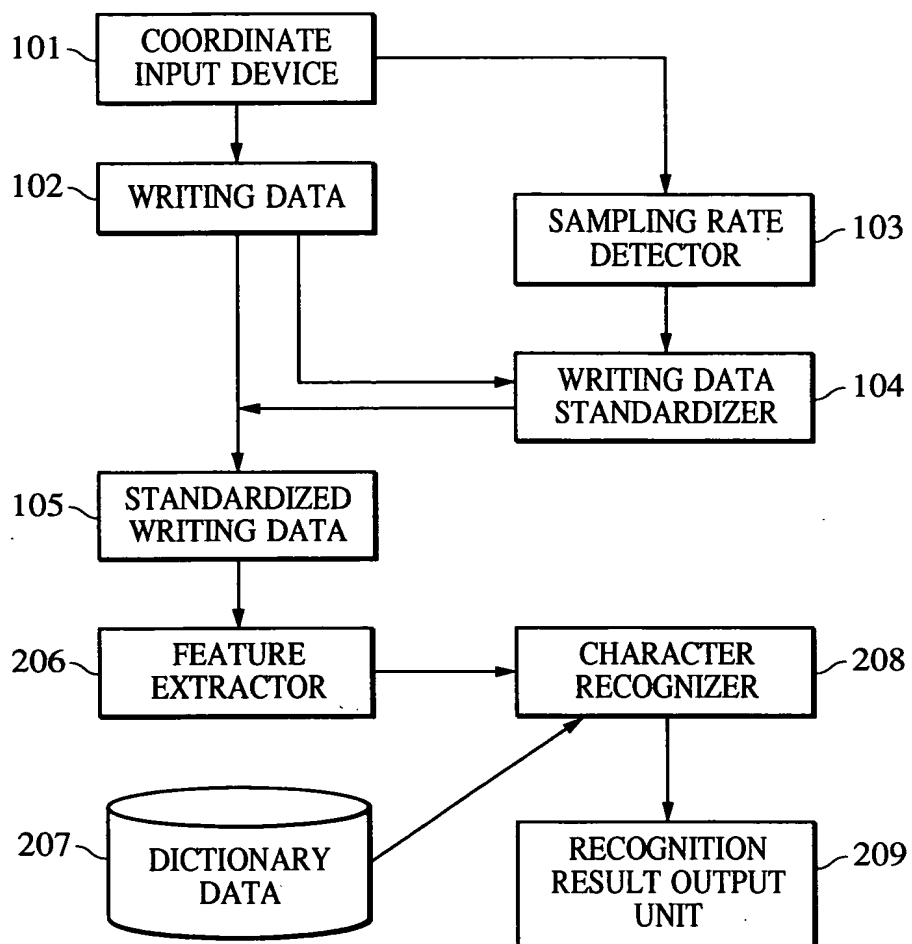 101
COORDINATE
INPUT DEVICE
102
WRITING DATA
SAMPLING RATE
DETECTOR
103
WRITING DATA
STANDARDIZER
104
105
STANDARDIZED
WRITING DATA
206
FEATURE
EXTRACTOR
CHARACTER
RECOGNIZER
208
207
DICTIONARY
DATA
RECOGNITION
RESULT OUTPUT
UNIT
209